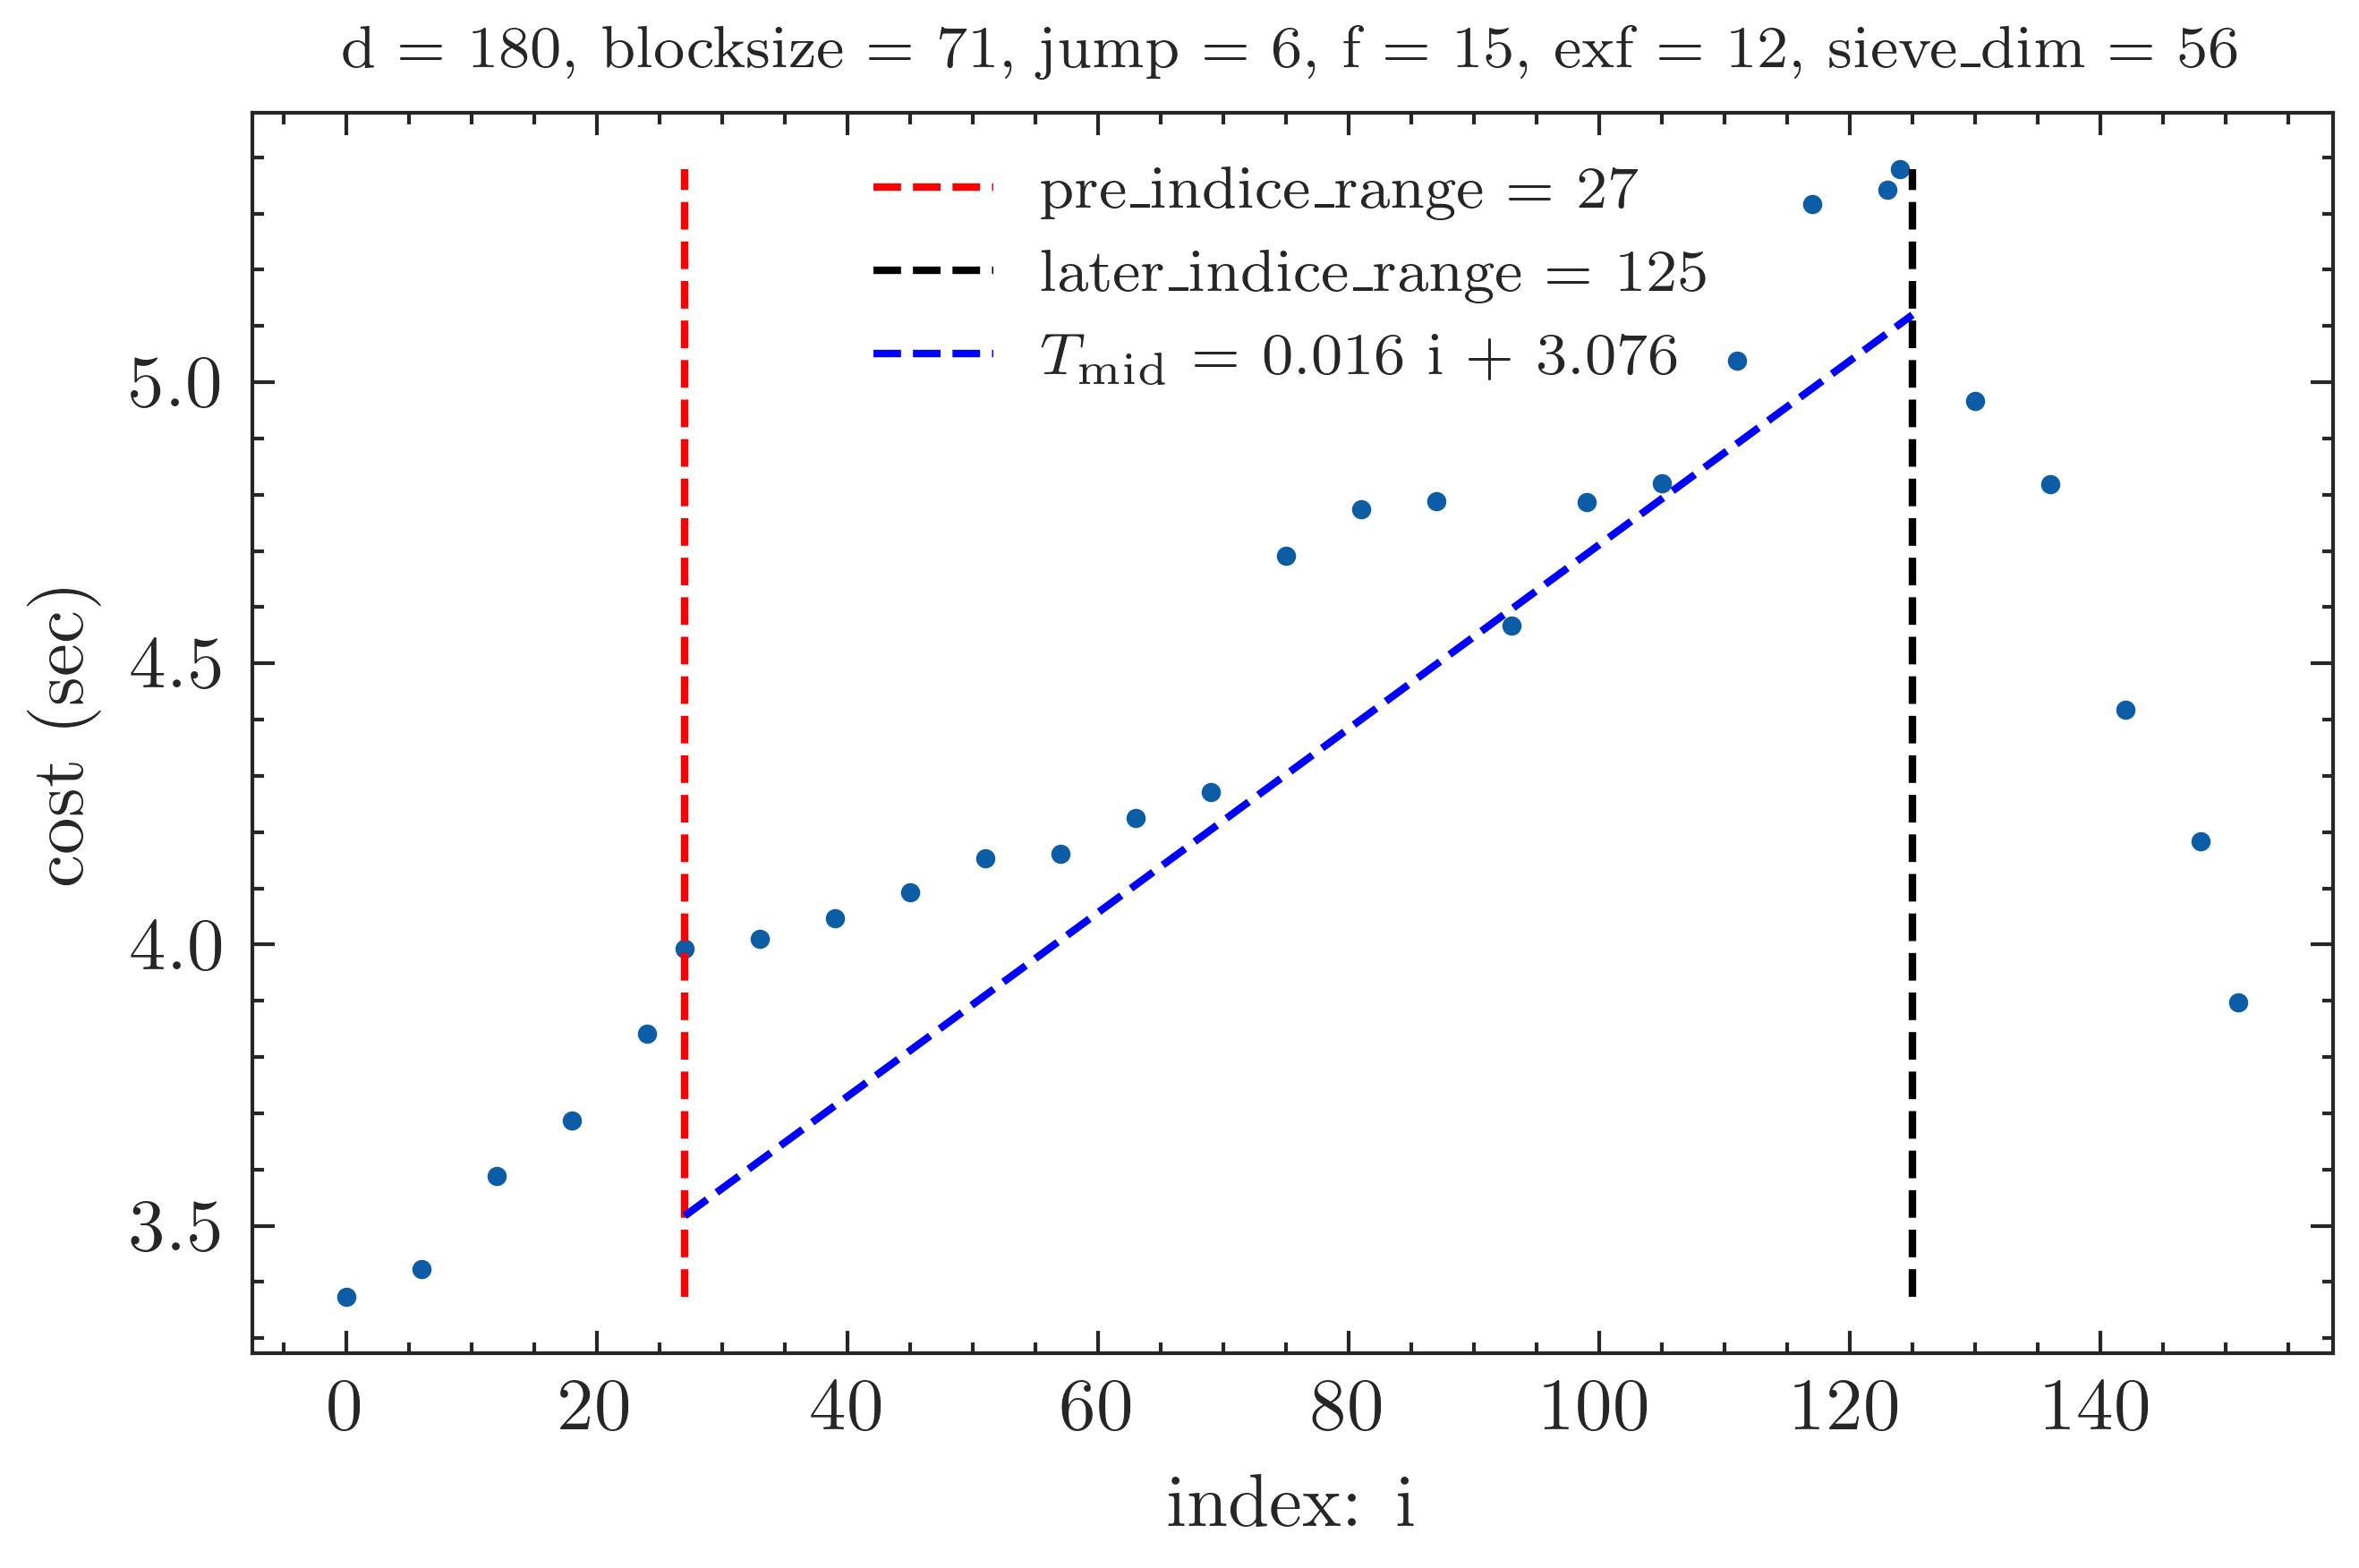 d = 180, blocksize = 71, jump = 6, f = 15, exf = 12, sieve_dim = 56
pre_indice_range = 27
later_indice_range = 125
T_mid = 0.016 i + 3.076
cost (sec)
5.0
4.5
4.0
3.5
0 20 40 60 80 100 120 140
index: i